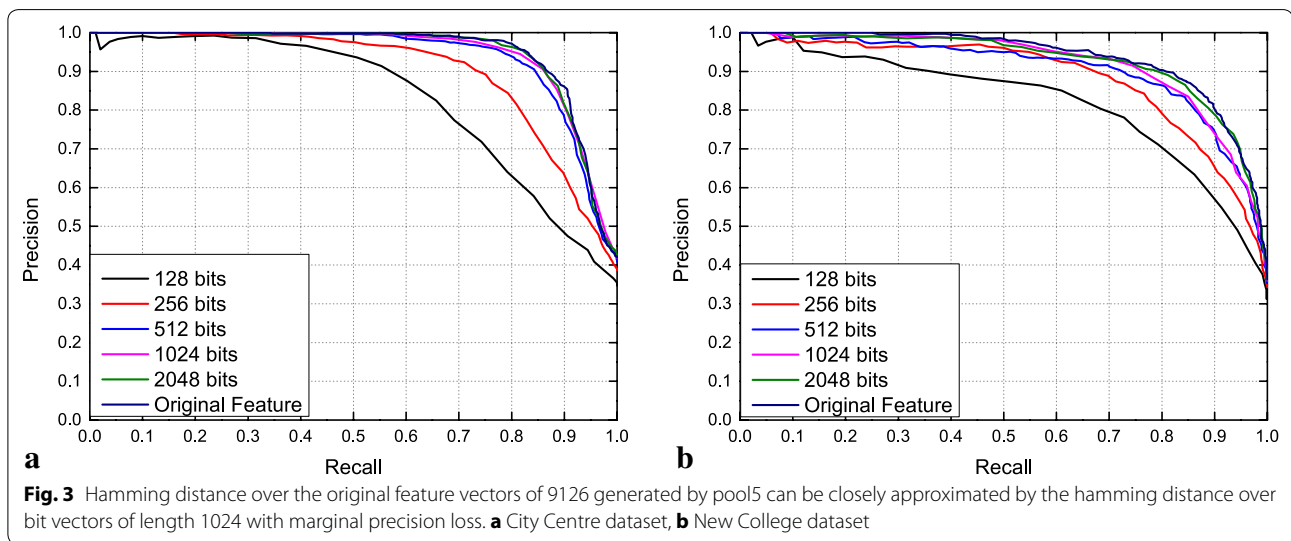 1.0
0.9
0.8
0.7
0.6
0.5
0.4
0.3
0.2
0.1
0.0
Precision
128 bits
256 bits
512 bits
1024 bits
2048 bits
Original Feature
0.0 0.1 0.2 0.3 0.4 0.5 0.6 0.7 0.8 0.9 1.0
Recall
a
1.0
0.9
0.8
0.7
0.6
0.5
0.4
0.3
0.2
0.1
0.0
Precision
128 bits
256 bits
512 bits
1024 bits
2048 bits
Original Feature
0.0 0.1 0.2 0.3 0.4 0.5 0.6 0.7 0.8 0.9 1.0
Recall
b
Fig. 3 Hamming distance over the original feature vectors of 9126 generated by pool5 can be closely approximated by the hamming distance over
bit vectors of length 1024 with marginal precision loss. a City Centre dataset, b New College dataset